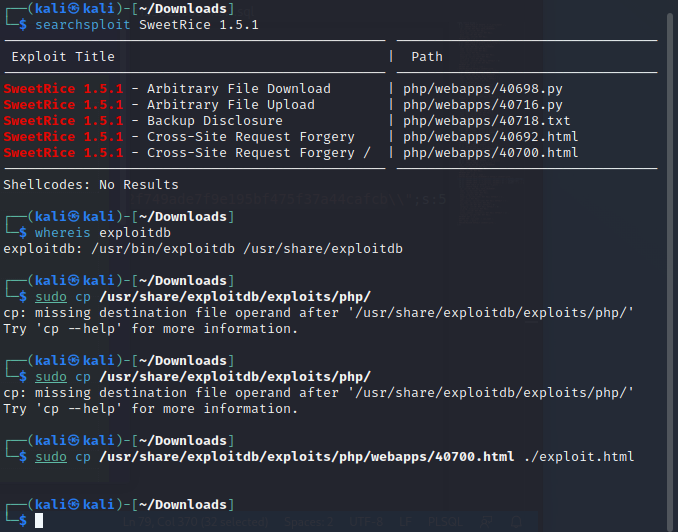 ┌──(kali㉿kali)-[~/Downloads]
└─$ searchsploit SweetRice 1.5.1
Exploit Title | Path
SweetRice 1.5.1 - Arbitrary File Download | php/webapps/40698.py
SweetRice 1.5.1 - Arbitrary File Upload | php/webapps/40716.py
SweetRice 1.5.1 - Backup Disclosure | php/webapps/40718.txt
SweetRice 1.5.1 - Cross-Site Request Forgery | php/webapps/40692.html
SweetRice 1.5.1 - Cross-Site Request Forgery / | php/webapps/40700.html
Shellcodes: No Results
┌──(kali㉿kali)-[~/Downloads]
└─$ whereis exploitdb
exploitdb: /usr/bin/exploitdb /usr/share/exploitdb
┌──(kali㉿kali)-[~/Downloads]
└─$ sudo cp /usr/share/exploitdb/exploits/php/
cp: missing destination file operand after '/usr/share/exploitdb/exploits/php/'
Try 'cp --help' for more information.
┌──(kali㉿kali)-[~/Downloads]
└─$ sudo cp /usr/share/exploitdb/exploits/php/
cp: missing destination file operand after '/usr/share/exploitdb/exploits/php/'
Try 'cp --help' for more information.
┌──(kali㉿kali)-[~/Downloads]
└─$ sudo cp /usr/share/exploitdb/exploits/php/webapps/40700.html ./exploit.html
┌──(kali㉿kali)-[~/Downloads]
└─$